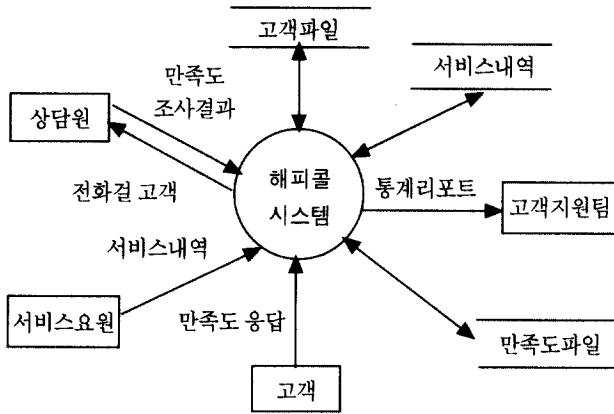 고객파일
서비스내역
만족도
조사결과
상담원
전화걸 고객
해피콜
시스템
통계리포트
고객지원팀
서비스내역
서비스요원
만족도 응답
만족도파일
고객